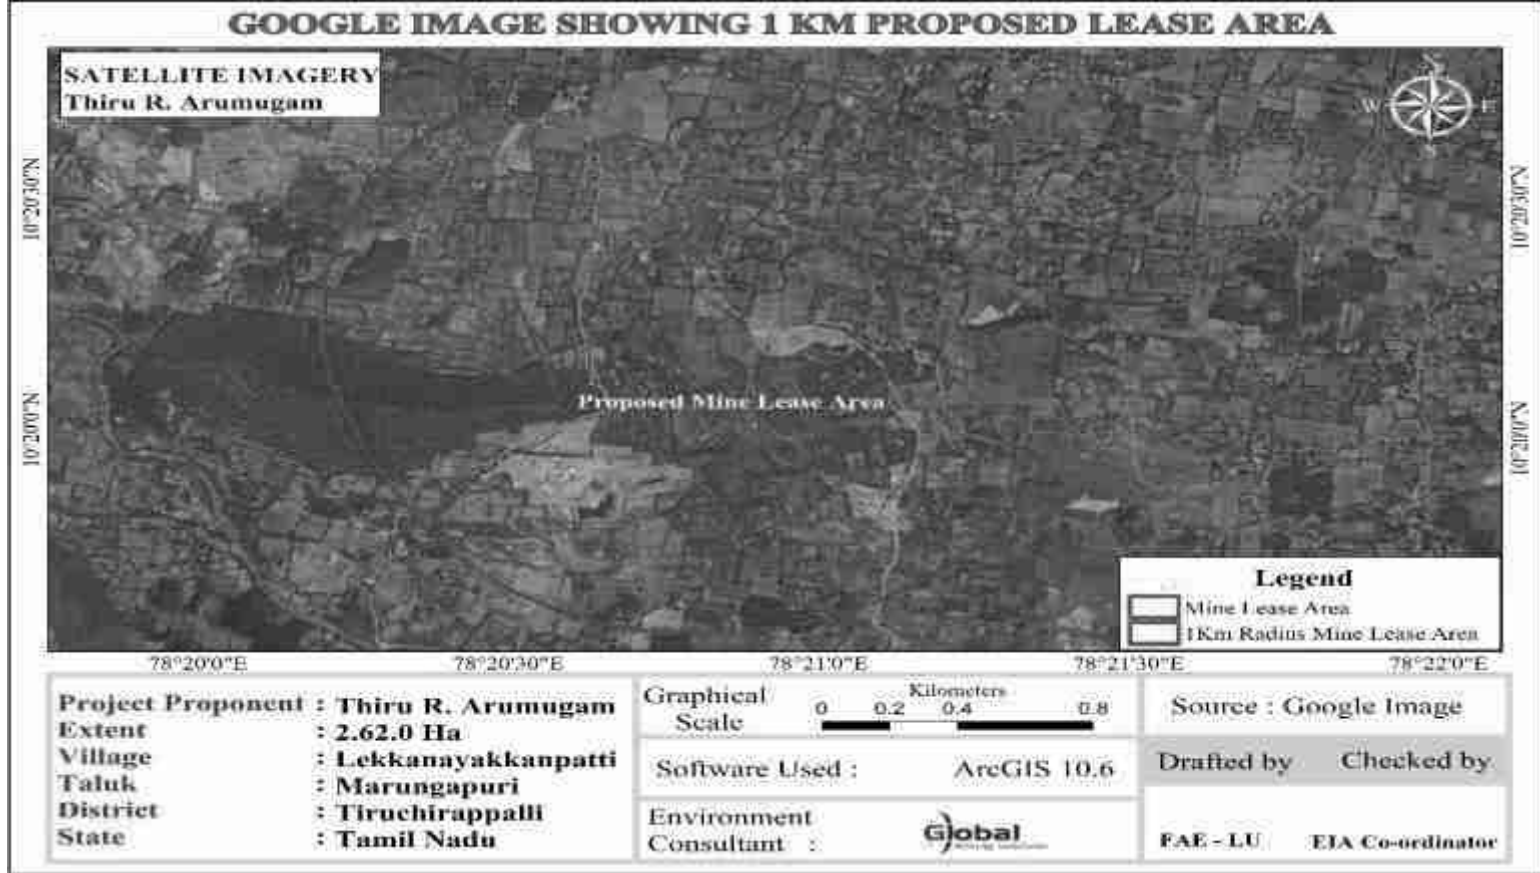 GOOGLE IMAGE SHOWING 1 KM PROPOSED LEASE AREA
SATELLITE IMAGERY
Thiru R. Arumugam
N
W E
S
10°20'30"N 10°20'30"N
Proposed Mine Lease Area
10°20'0"N 10°20'0"N
Legend
Mine Lease Area
1Km Radius Mine Lease Area
78°20'0"E 78°20'30"E 78°21'0"E 78°21'30"E 78°22'0"E
Project Proponent : Thiru R. Arumugam
Extent : 2.62.0 Ha
Village : Lekkanayakkanpatti
Taluk : Marungapuri
District : Tiruchirappalli
State : Tamil Nadu
Graphical Scale
Kilometers
0 0.2 0.4 0.8
Software Used : ArcGIS 10.6
Environment
Consultant :
Global
Source : Google Image
Drafted by Checked by
FAE - LU EIA Co-ordinator